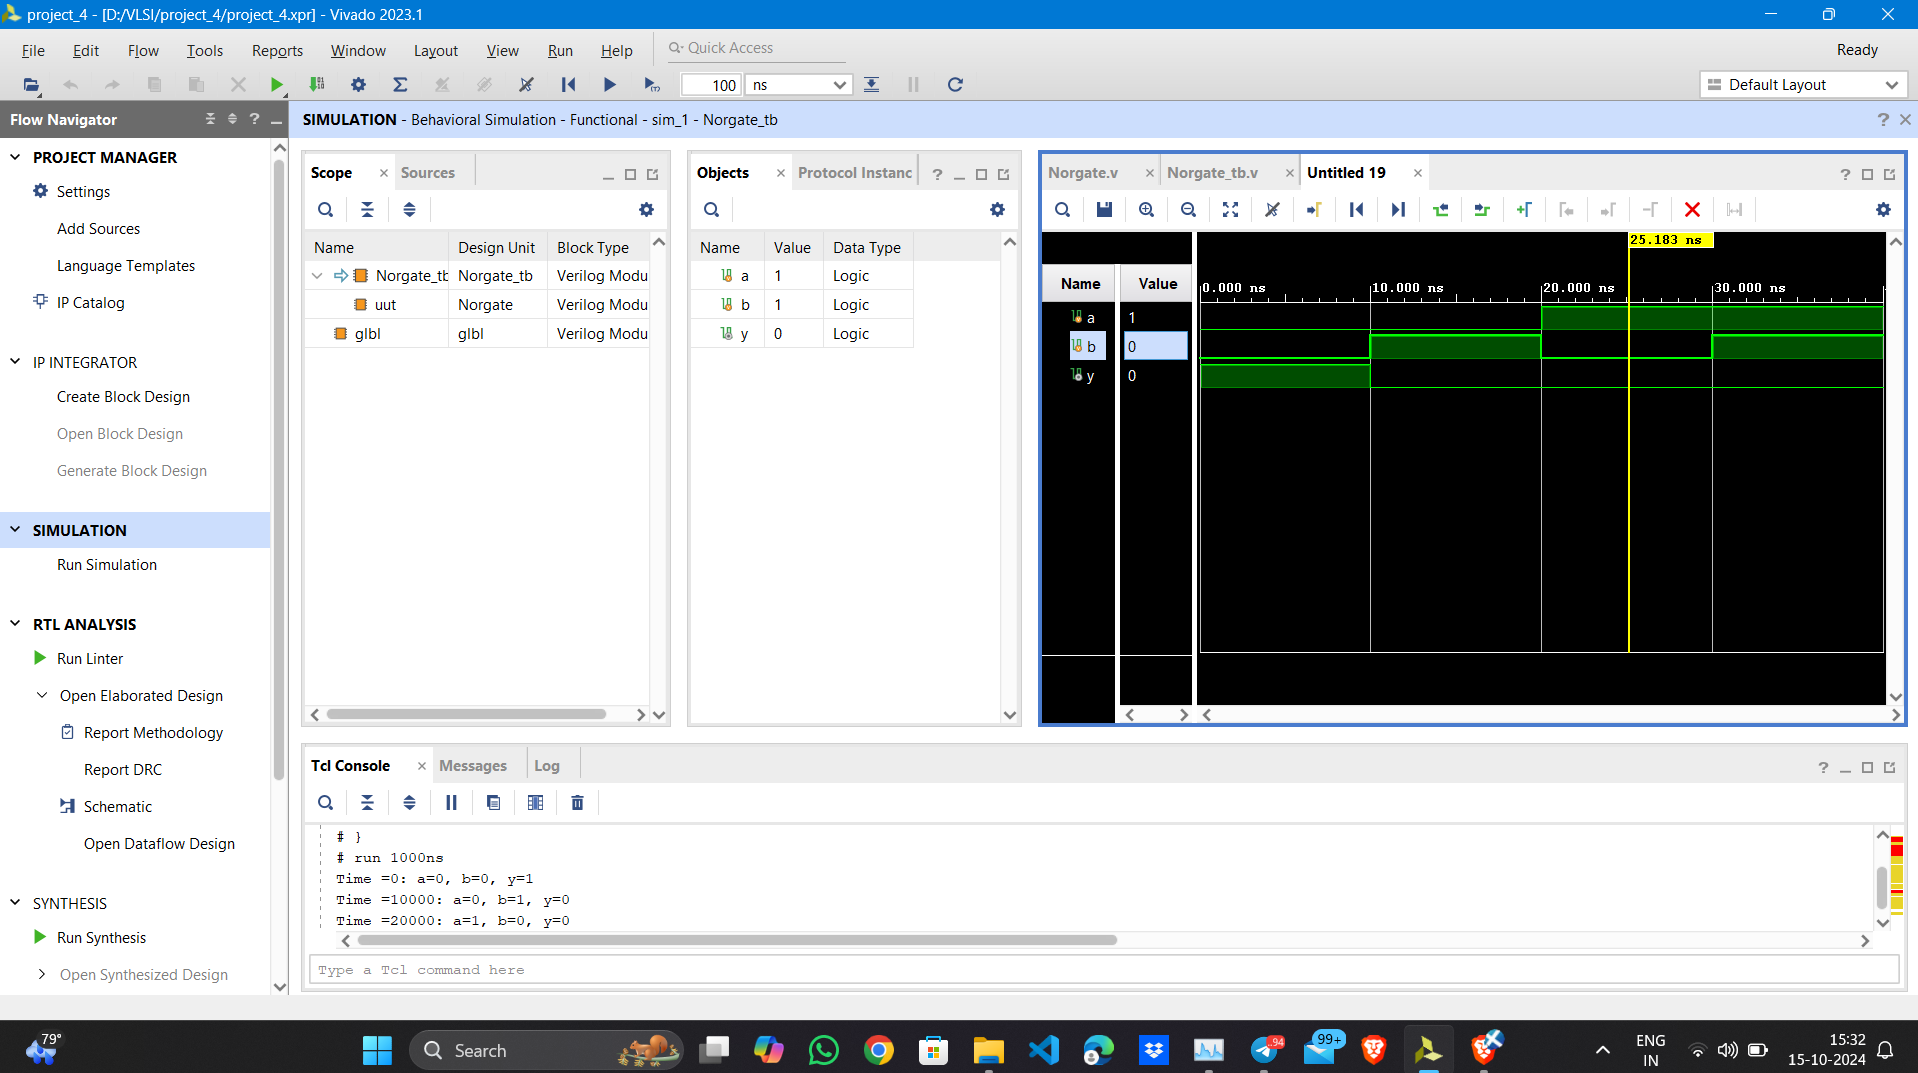 project_4 - [D:/VLSI/project_4/project_4.xpr] - Vivado 2023.1
File Edit Flow Tools Reports Window Layout View Run Help Quick Access Ready
100 ns Default Layout
Flow Navigator
PROJECT MANAGER
Settings
Add Sources
Language Templates
IP Catalog
IP INTEGRATOR
Create Block Design
Open Block Design
Generate Block Design
SIMULATION
Run Simulation
RTL ANALYSIS
Run Linter
Open Elaborated Design
Report Methodology
Report DRC
Schematic
Open Dataflow Design
SYNTHESIS
Run Synthesis
Open Synthesized Design
SIMULATION - Behavioral Simulation - Functional - sim_1 - Norgate_tb
Scope Sources
Name Design Unit Block Type
Norgate_tb Norgate_tb Verilog Modu
uut Norgate Verilog Modu
glbl glbl Verilog Modu
Objects Protocol Instanc
Name Value Data Type
a 1 Logic
b 1 Logic
y 0 Logic
Norgate.v Norgate_tb.v Untitled 19
25.183 ns
Name Value 0.000 ns 10.000 ns 20.000 ns 30.000 ns
a 1
b 0
y 0
Tcl Console Messages Log
# }
# run 1000ns
Time =0: a=0, b=0, y=1
Time =10000: a=0, b=1, y=0
Time =20000: a=1, b=0, y=0
Type a Tcl command here
79°
Search
94
99+
ENG
IN
15:32
15-10-2024